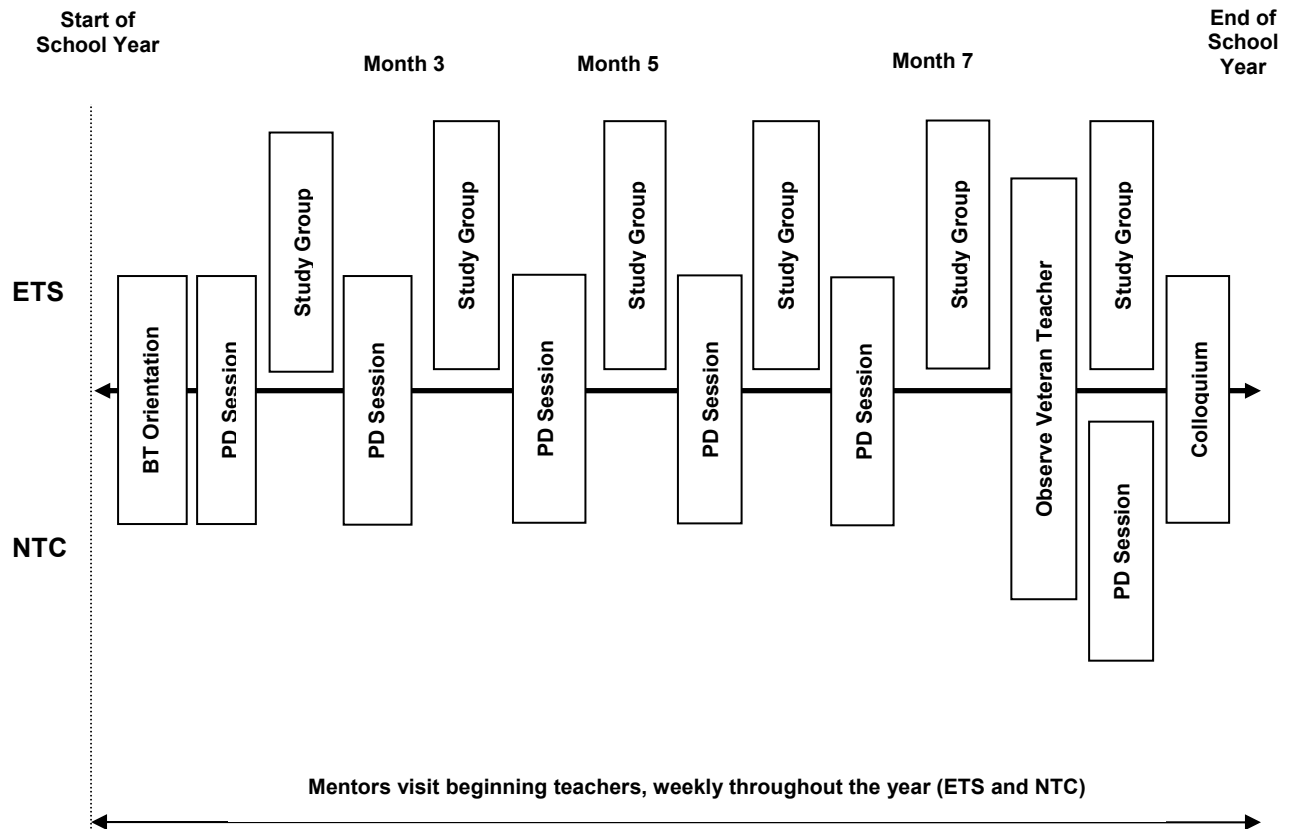 Start of
School Year
Month 3
Month 5
Month 7
End of
School
Year
ETS
NTC
BT Orientation
PD Session
Study Group
PD Session
Study Group
PD Session
Study Group
PD Session
Study Group
PD Session
Study Group
Observe Veteran Teacher
Study Group
PD Session
Colloquium
Mentors visit beginning teachers, weekly throughout the year (ETS and NTC)